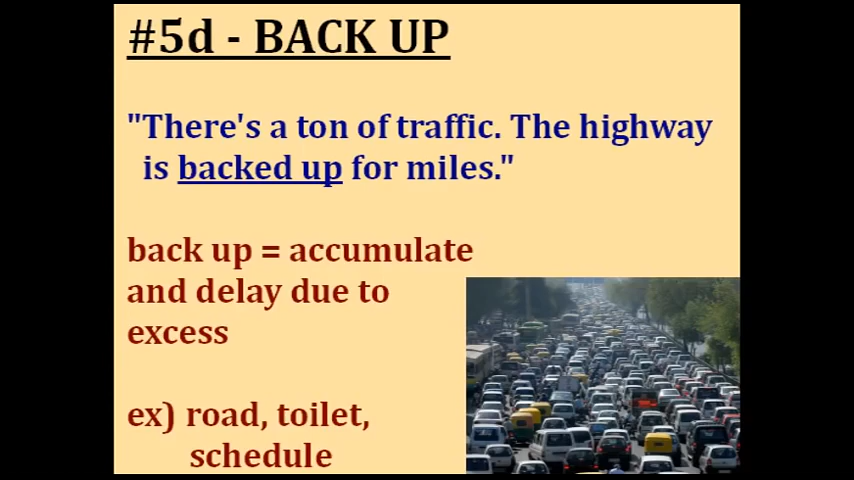 #5d - BACK UP
"There's a ton of traffic. The highway
is backed up for miles."
back up = accumulate
and delay due to
excess
ex) road, toilet,
schedule